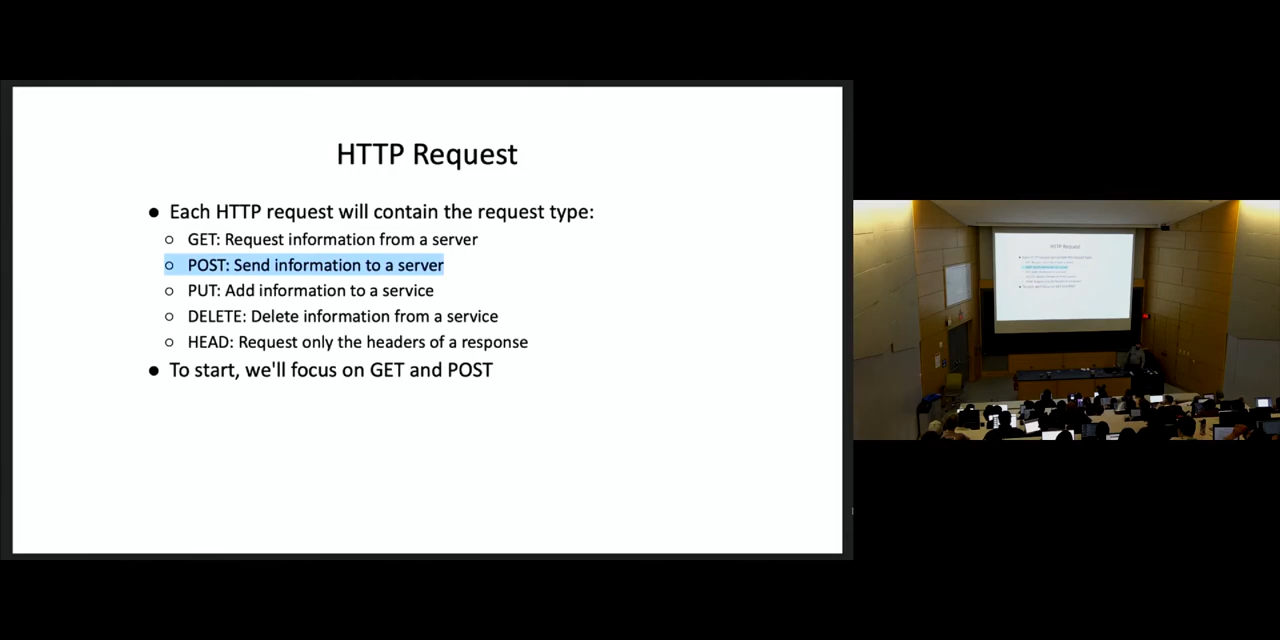 HTTP Request
● Each HTTP request will contain the request type:
○ GET: Request information from a server
○ POST: Send information to a server
○ PUT: Add information to a service
○ DELETE: Delete information from a service
○ HEAD: Request only the headers of a response
● To start, we'll focus on GET and POST
HTTP Request